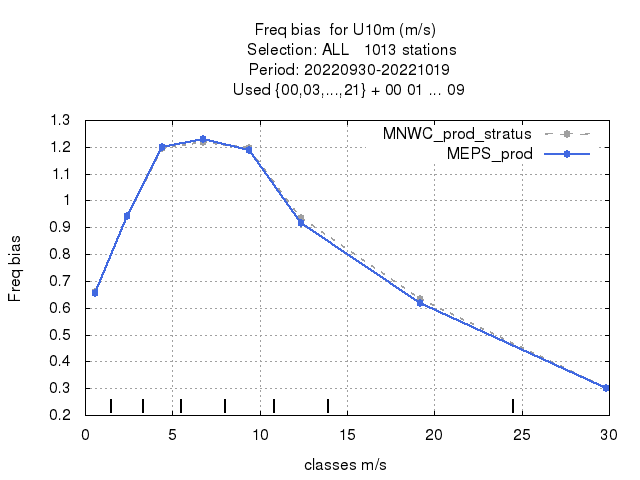 Freq bias  for U10m (m/s)
Selection: ALL   1013 stations
Period: 20220930-20221019
Used {00,03,...,21} + 00 01 ... 09
MNWC_prod_stratus
MEPS_prod
1.3
1.2
1.1
1
0.9
0.8
0.7
0.6
0.5
0.4
0.3
0.2
Freq bias
0 5 10 15 20 25 30
classes m/s